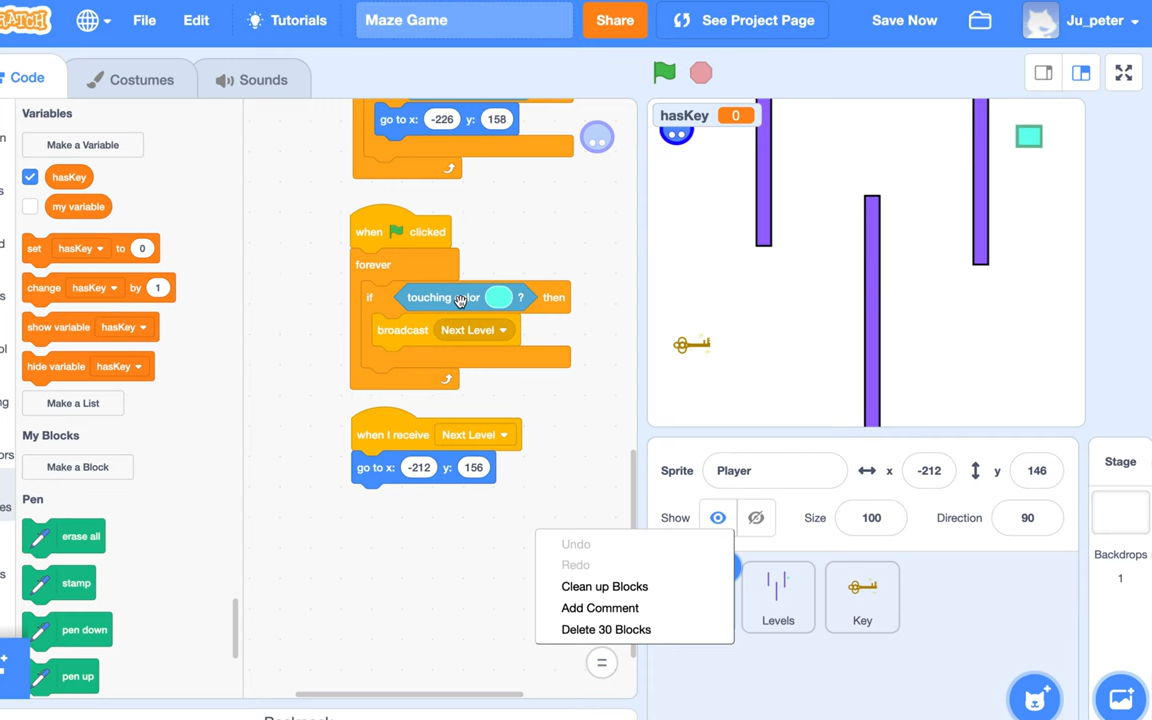 RATCH File Edit Tutorials Maze Game Share See Project Page Save Now Ju_peter
Code Costumes Sounds
Variables
Make a Variable
hasKey
my variable
set hasKey to 0
change hasKey by 1
show variable hasKey
hide variable hasKey
Make a List
My Blocks
Make a Block
Pen
erase all
stamp
pen down
pen up
go to x: -226 y: 158
when clicked
forever
if touching color ? then
broadcast Next Level
when I receive Next Level
go to x: -212 y: 156
Undo
Redo
Clean up Blocks
Add Comment
Delete 30 Blocks
hasKey 0
Sprite Player x -212 y 146
Show Size 100 Direction 90
Levels
Key
Stage
Backdrops
1